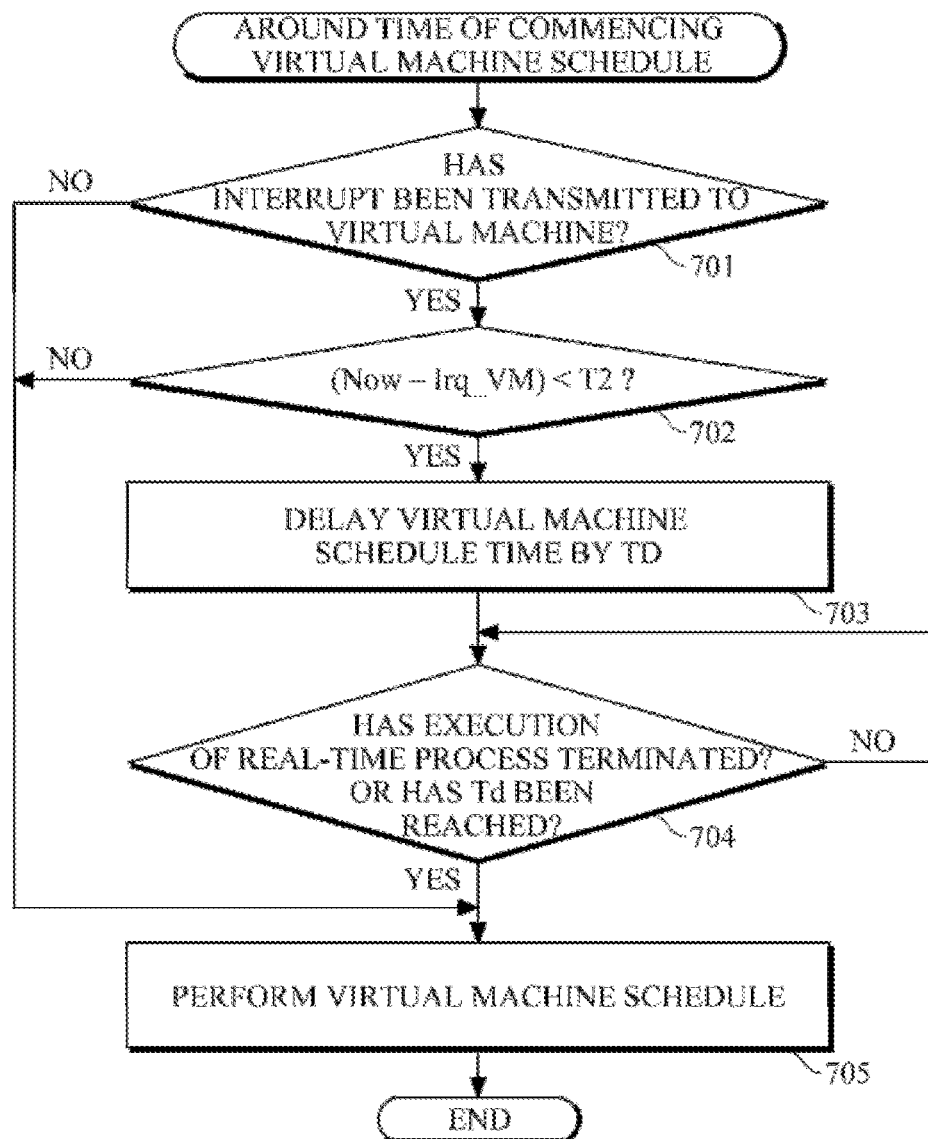 AROUND TIME OF COMMENCING
VIRTUAL MACHINE SCHEDULE
HAS
INTERRUPT BEEN TRANSMITTED TO
VIRTUAL MACHINE?
NO
701
YES
(Now – Irq_VM) < T2 ?
NO
702
YES
DELAY VIRTUAL MACHINE
SCHEDULE TIME BY TD
703
HAS EXECUTION
OF REAL-TIME PROCESS TERMINATED?
OR HAS Td BEEN
REACHED?
NO
704
YES
PERFORM VIRTUAL MACHINE SCHEDULE
705
END